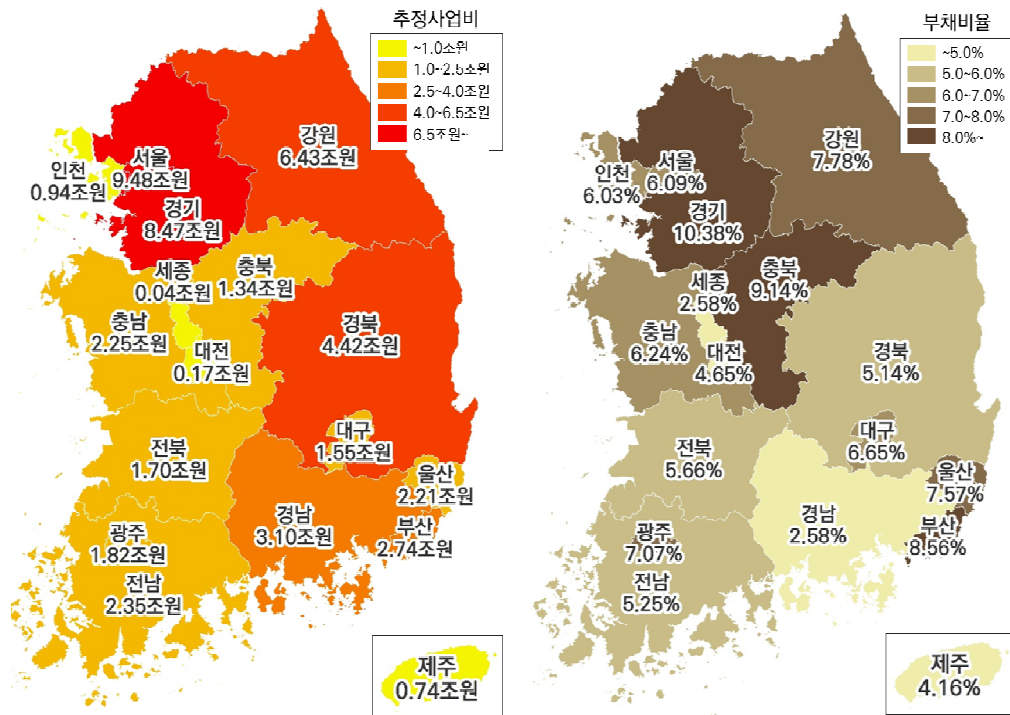 추정사업비
~1.0조원
1.0~2.5조원
2.5~4.0조원
4.0~6.5조원
6.5조원~
강원
6.43조원
서울
9.48조원
인천
0.94조원
경기
8.47조원
세종
0.04조원
충북
1.34조원
충남
2.25조원
경북
4.42조원
대전
0.17조원
대구
1.55조원
전북
1.70조원
울산
2.21조원
경남
3.10조원
부산
2.74조원
광주
1.82조원
전남
2.35조원
제주
0.74조원
부채비율
~5.0%
5.0~6.0%
6.0~7.0%
7.0~8.0%
8.0%~
강원
7.78%
서울
6.09%
인천
6.03%
경기
10.38%
세종
2.58%
충북
9.14%
충남
6.24%
대전
4.65%
경북
5.14%
대구
6.65%
전북
5.66%
울산
7.57%
경남
2.58%
부산
8.56%
광주
7.07%
전남
5.25%
제주
4.16%